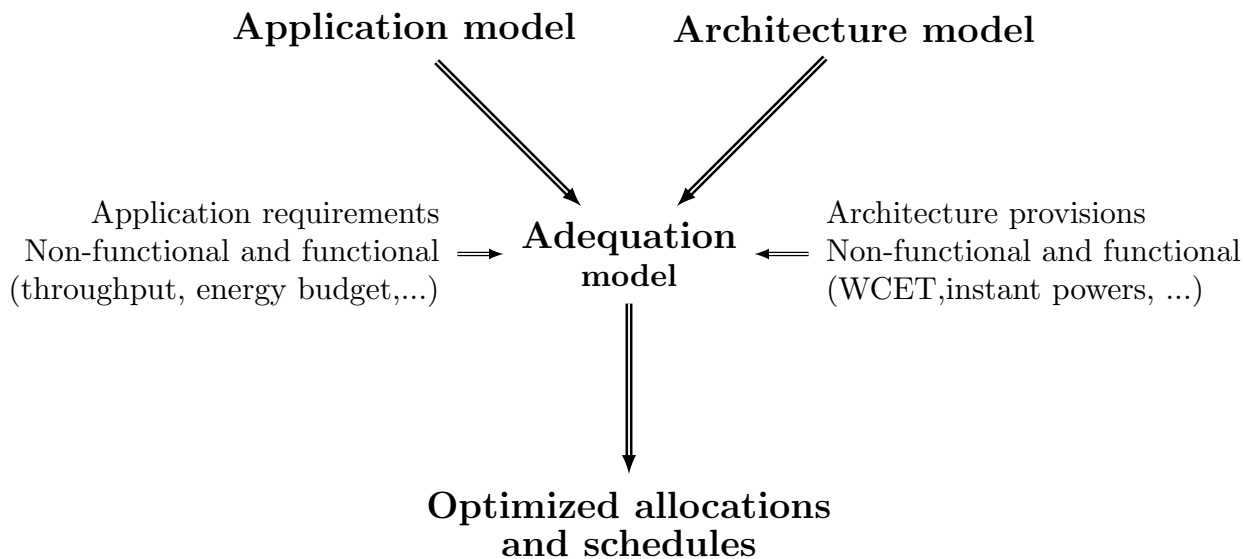 Application model
Architecture model
Application requirements
Non-functional and functional
(throughput, energy budget,...)
Adequation
model
Architecture provisions
Non-functional and functional
(WCET,instant powers, ...)
Optimized allocations
and schedules